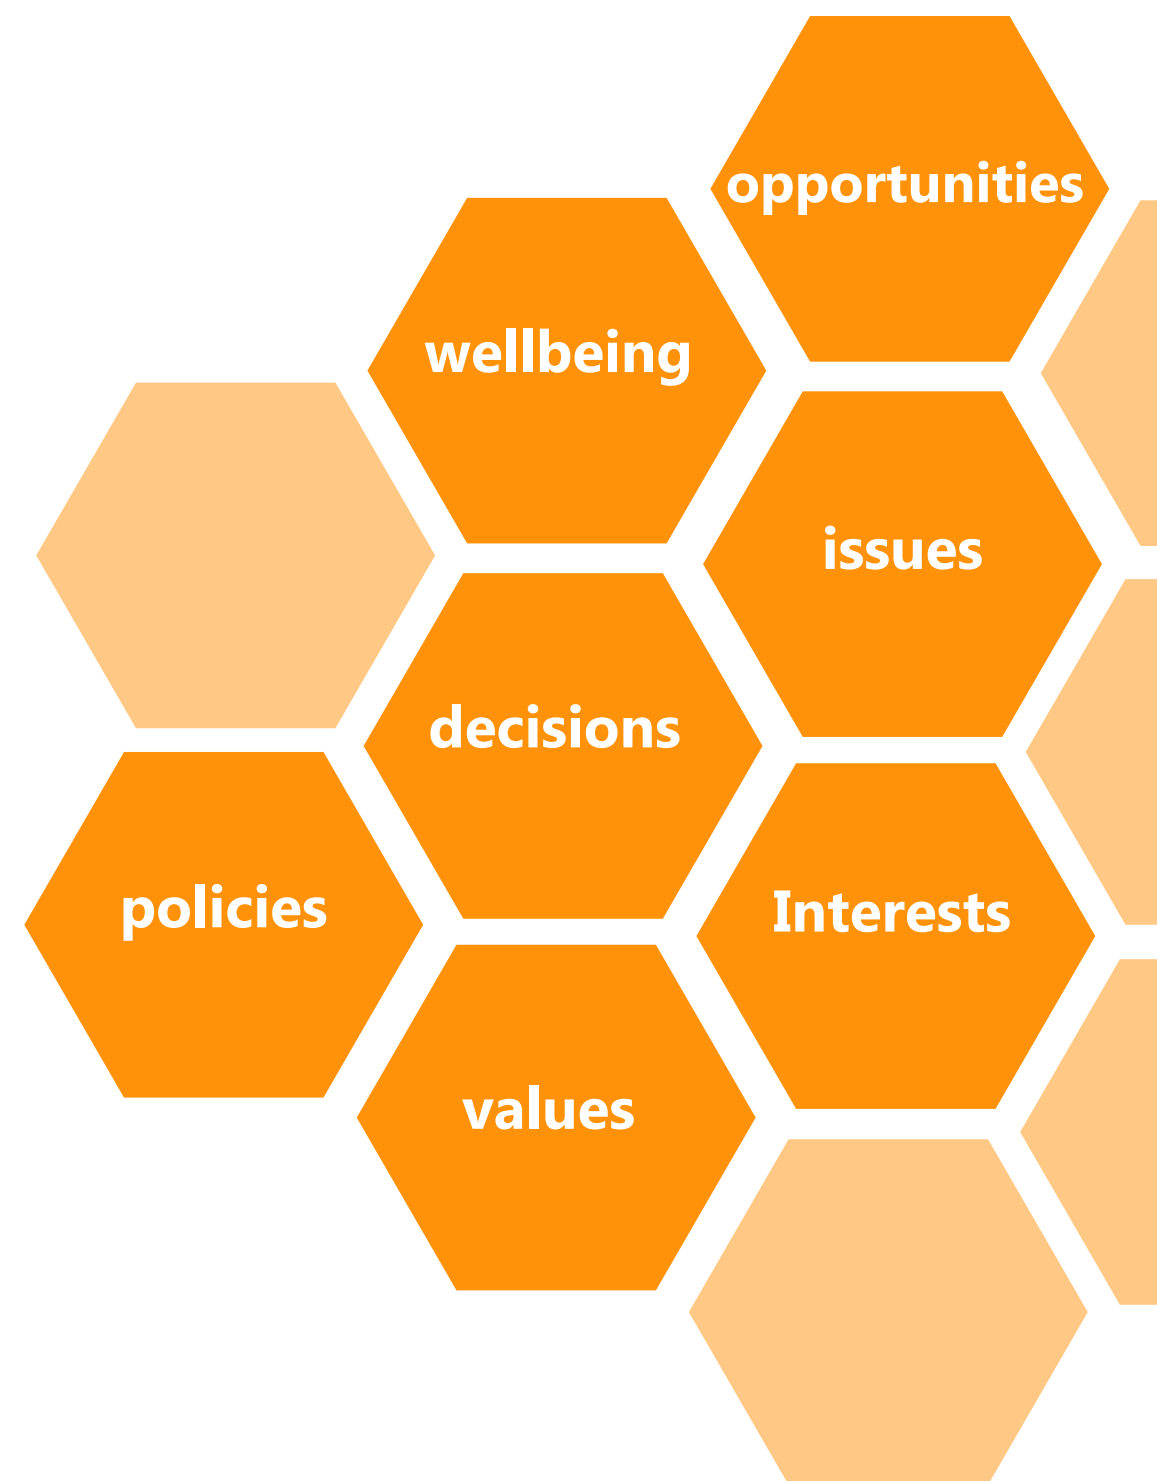 opportunities
wellbeing
issues
decisions
policies
Interests
values